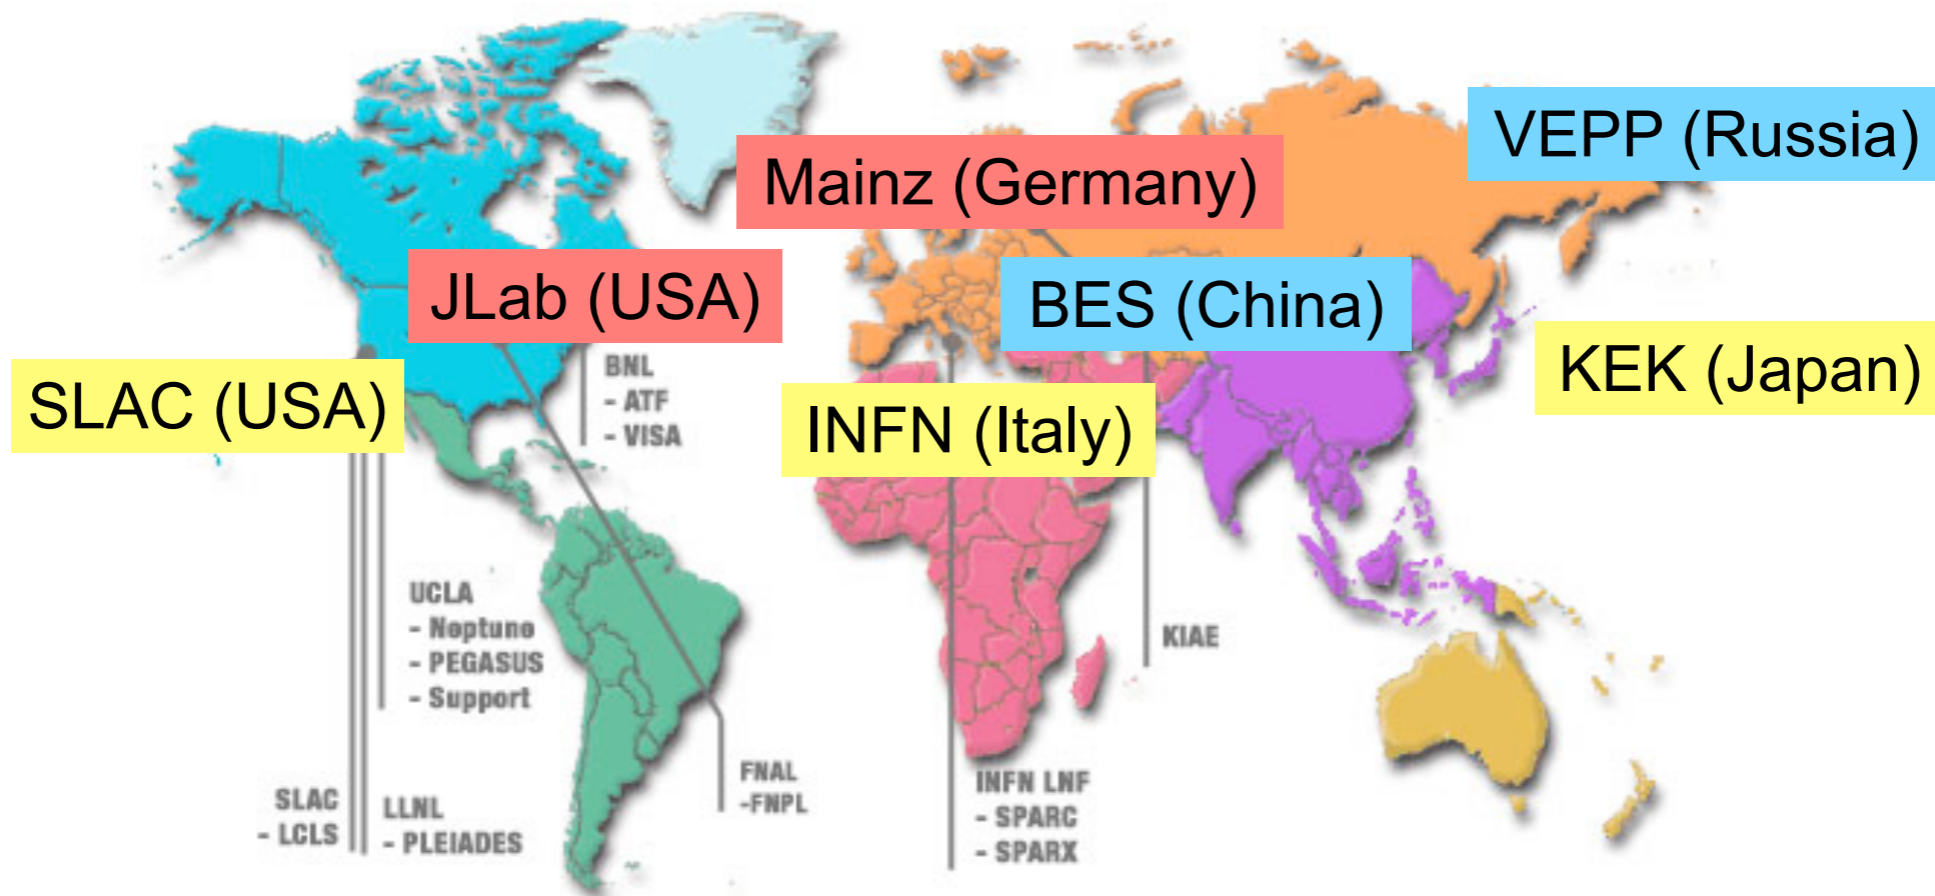 VEPP (Russia)
Mainz (Germany)
JLab (USA)
BES (China)
KEK (Japan)
SLAC (USA)
INFN (Italy)
BNL
- ATF
- VISA
UCLA
- Neptune
- PEGASUS
- Support
KIAE
SLAC
- LCLS
LLNL
- PLEIADES
FNAL
-FNPL
INFN LNF
- SPARC
- SPARX